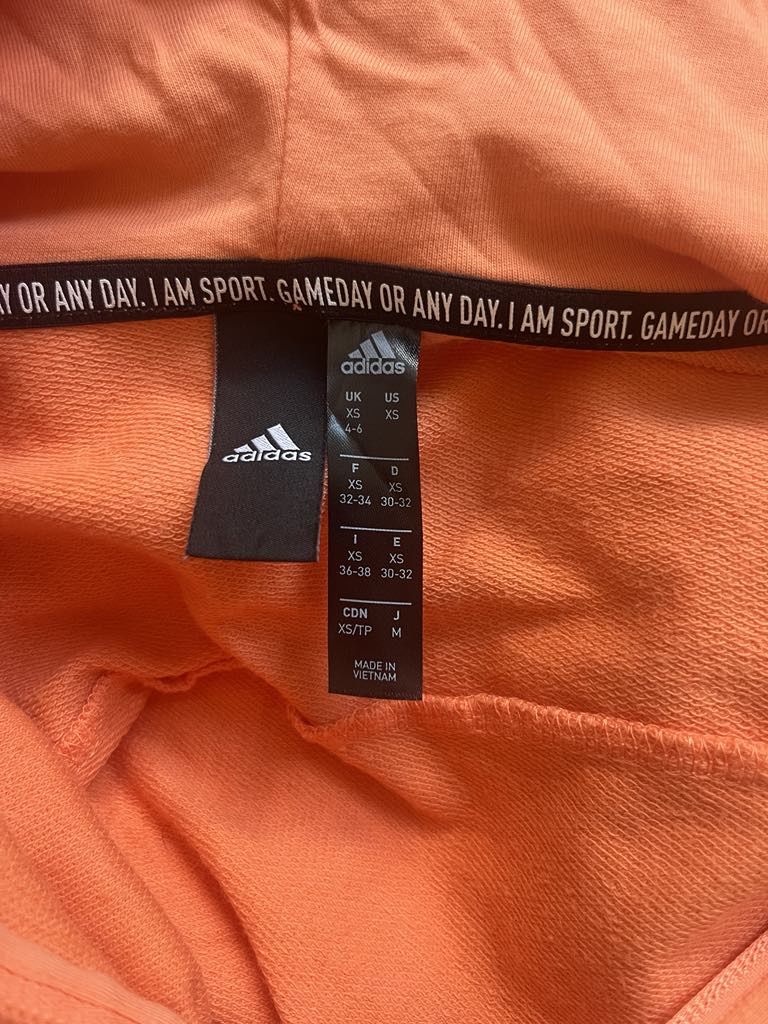 Y OR ANY DAY. I AM SPORT. GAMEDAY OR ANY DAY. I AM SPORT. GAMEDAY OR
adidas
adidas
UK US
XS XS
4-6
F D
XS XS
32-34 30-32
I E
XS XS
36-38 30-32
CDN J
XS/TP M
MADE IN
VIETNAM